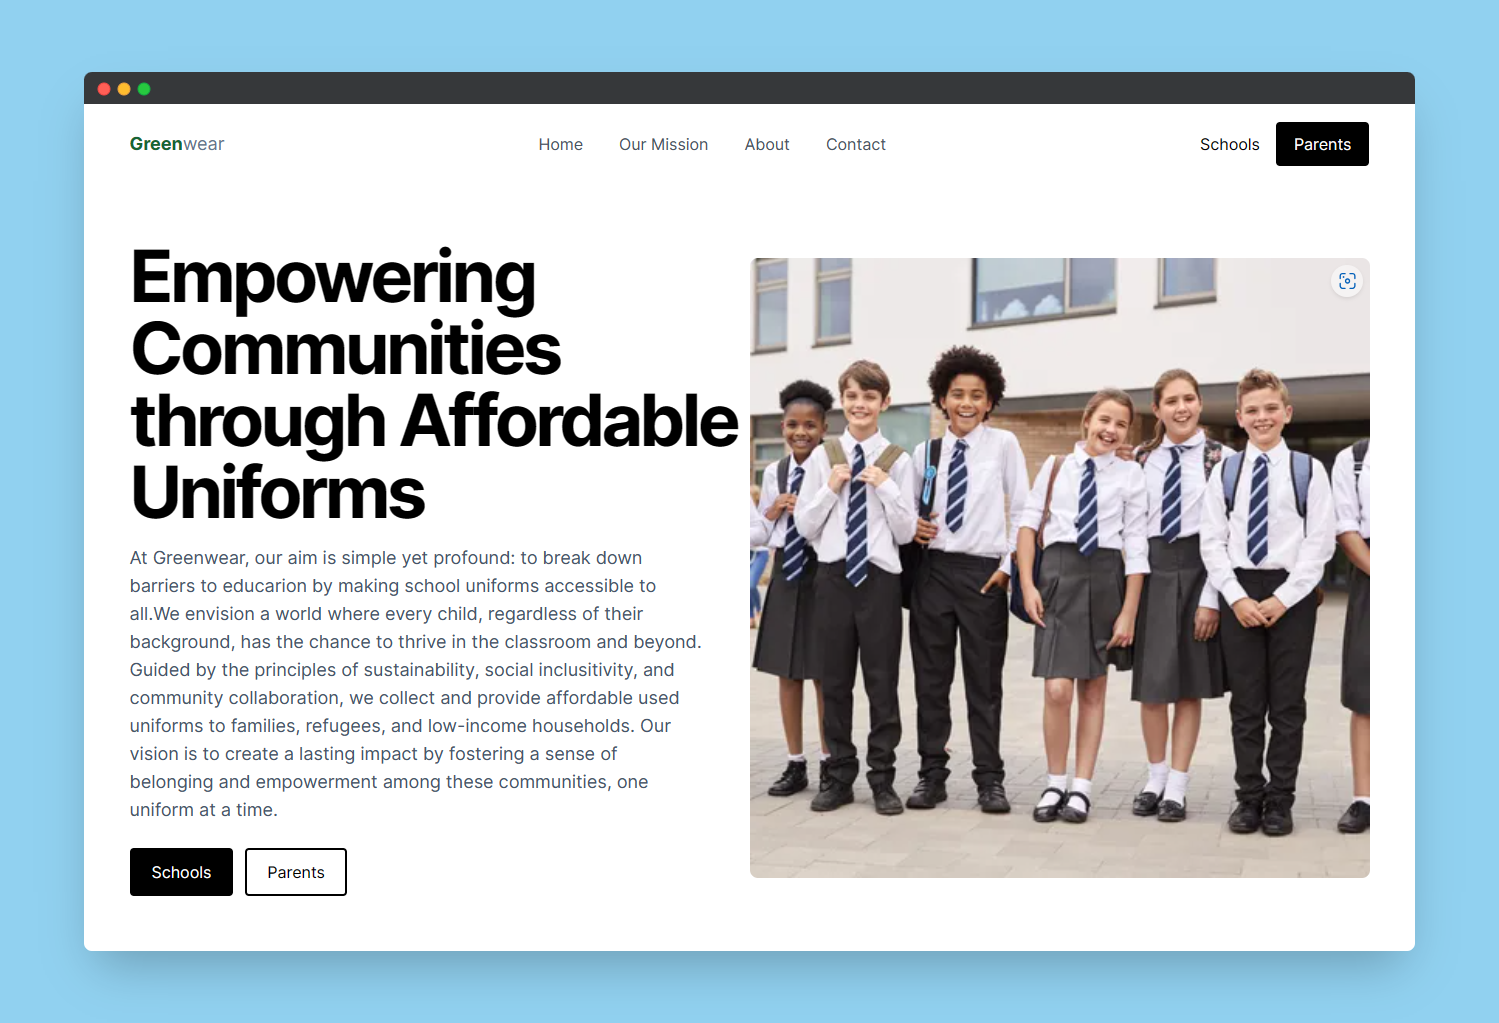 Greenwear
Home
Our Mission
About
Contact
Schools
Parents
Empowering
Communities
through Affordable
Uniforms
At Greenwear, our aim is simple yet profound: to break down
barriers to educarion by making school uniforms accessible to
all.We envision a world where every child, regardless of their
background, has the chance to thrive in the classroom and beyond.
Guided by the principles of sustainability, social inclusitivity, and
community collaboration, we collect and provide affordable used
uniforms to families, refugees, and low-income households. Our
vision is to create a lasting impact by fostering a sense of
belonging and empowerment among these communities, one
uniform at a time.
Schools
Parents